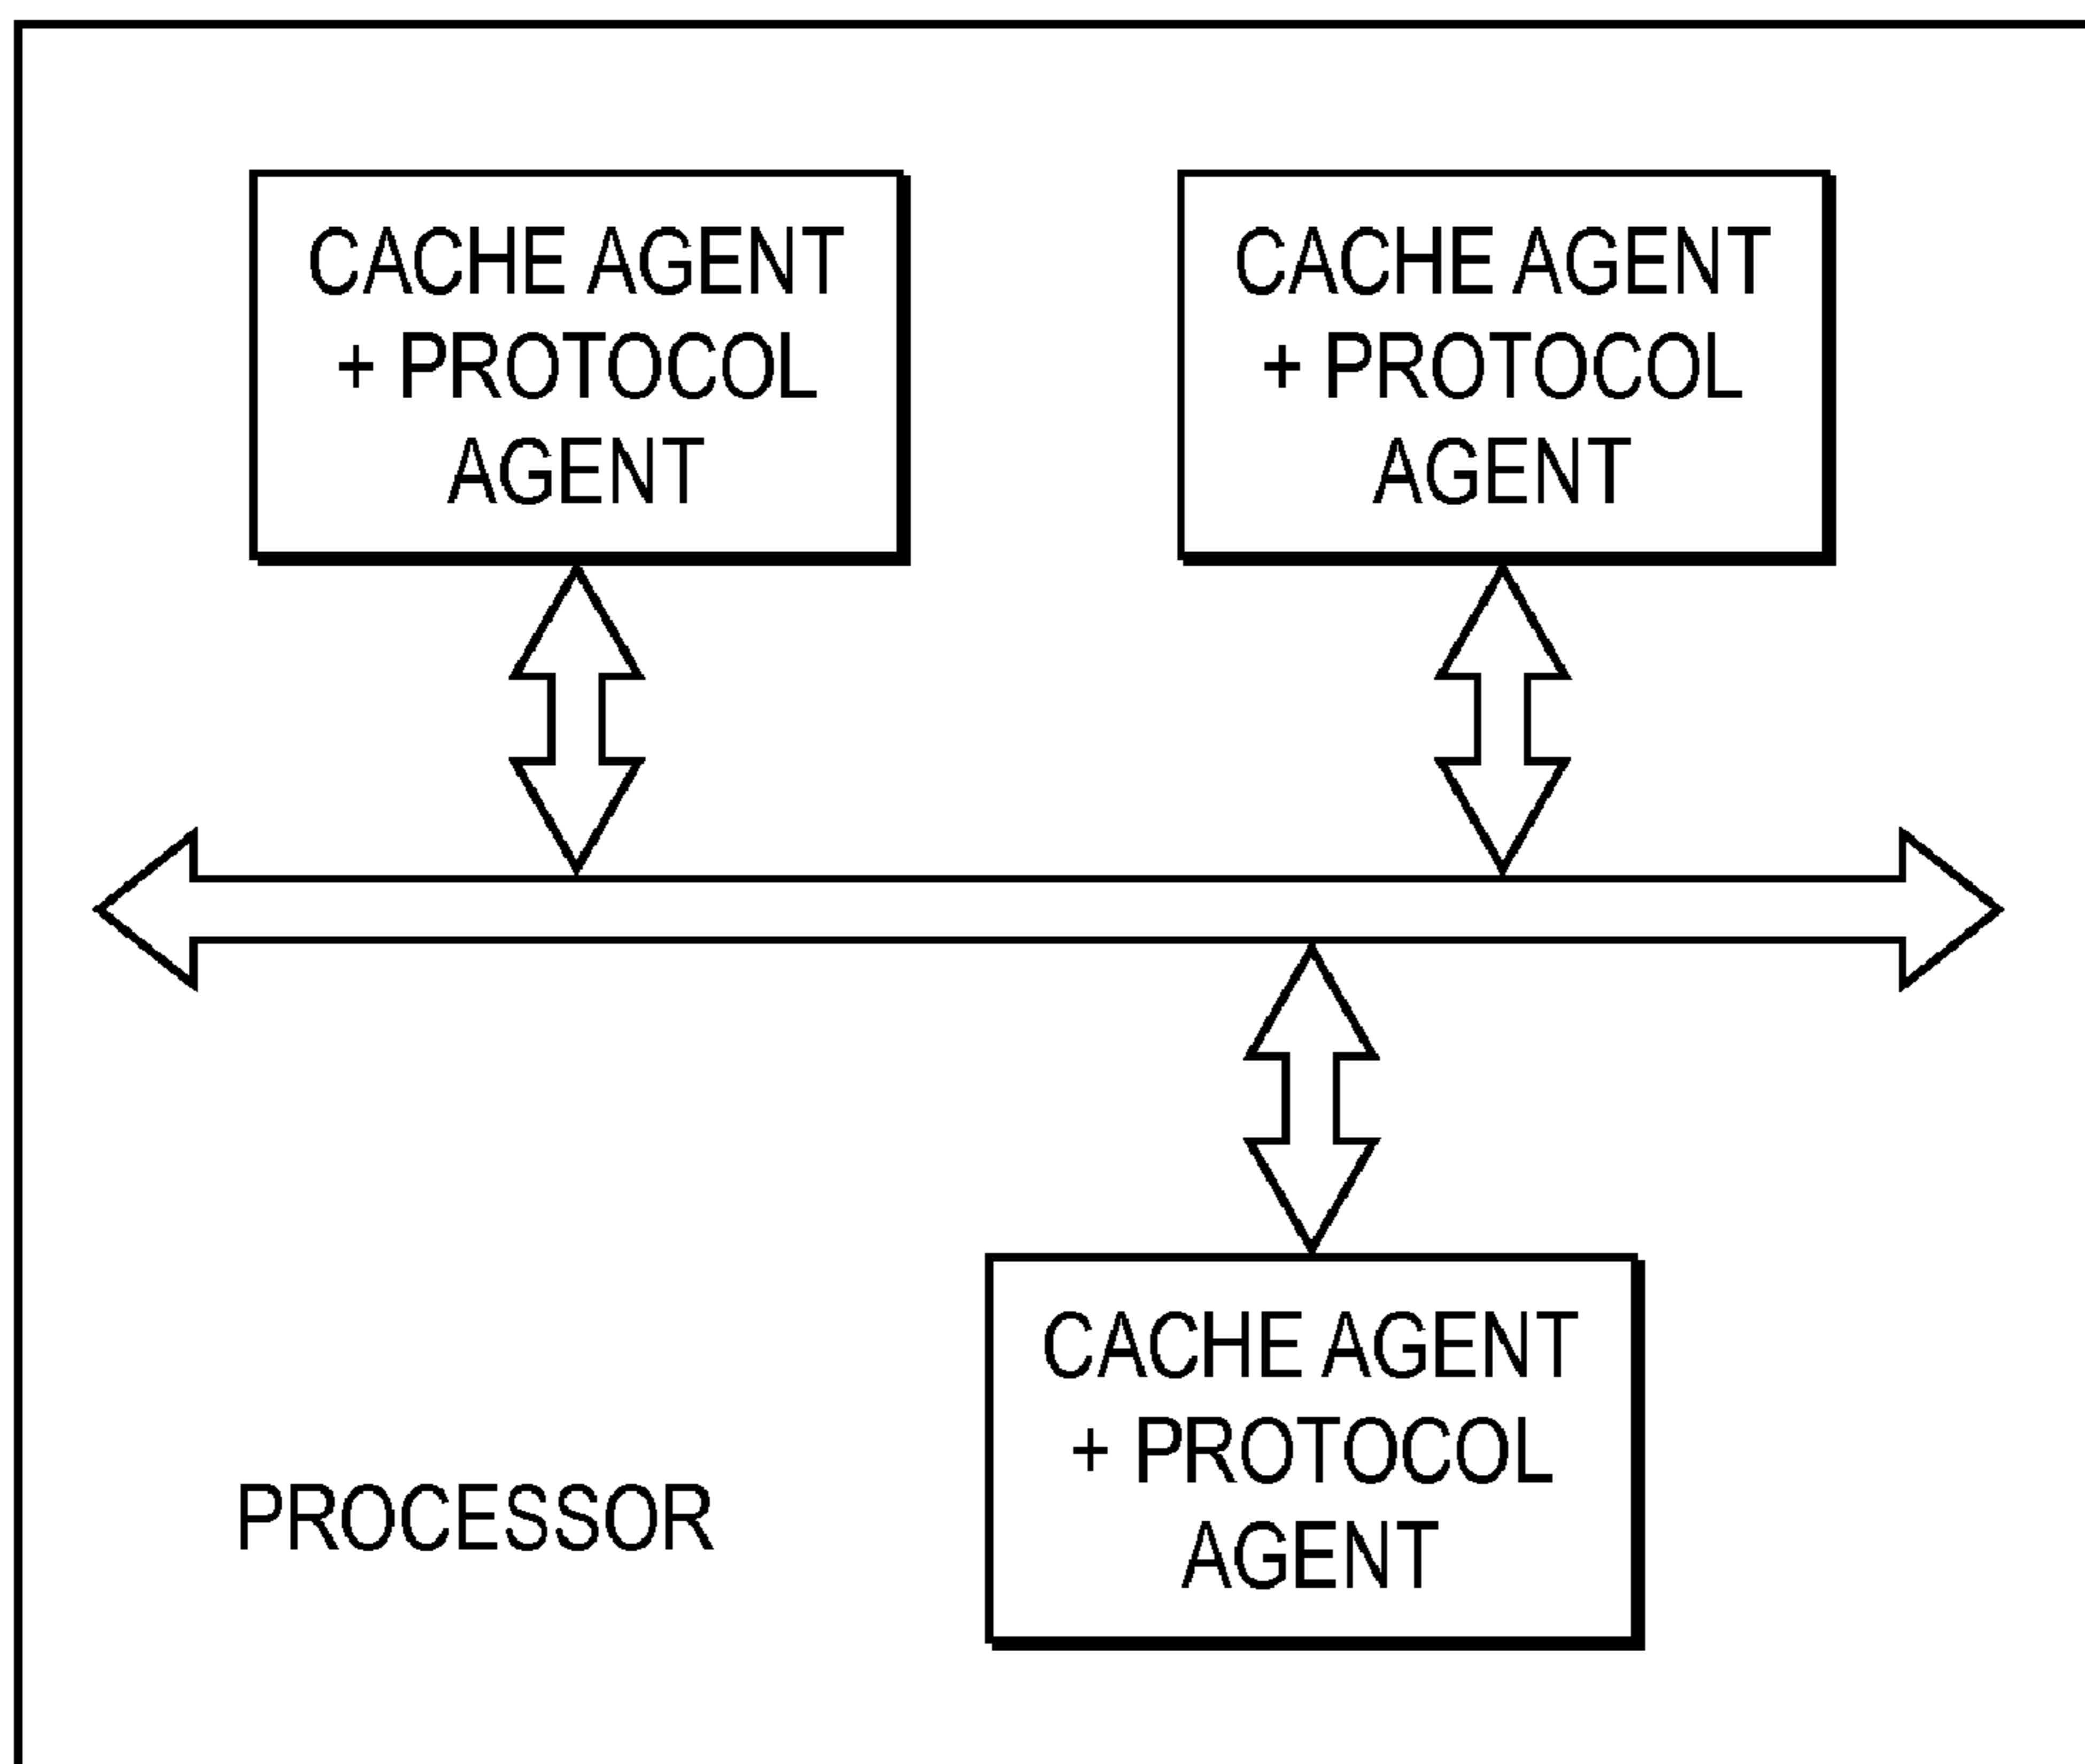 CACHE AGENT
+ PROTOCOL
AGENT
CACHE AGENT
+ PROTOCOL
AGENT
CACHE AGENT
+ PROTOCOL
AGENT
PROCESSOR